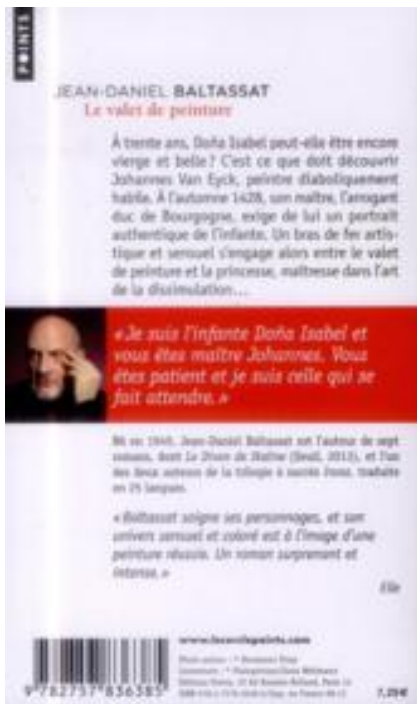 POINTS
JEAN-DANIEL BALTASSAT
Le valet de peinture
À trente ans, Doña Isabel peut-elle être encore
vierge et belle ? C'est ce que doit découvrir
Johannes Van Eyck, peintre diaboliquement
habile. À l'automne 1428, son maître, l'arrogant
duc de Bourgogne, exige de lui un portrait
authentique de l'infante. Un bras de fer artis-
tique et sensuel s'engage alors entre le valet
de peinture et la princesse, maîtresse dans l'art
de la dissimulation…
« Je suis l'infante Doña Isabel et
vous êtes maître Johannes. Vous
êtes patient et je suis celle qui se
fait attendre. »
Né en 1949, Jean-Daniel Baltassat est l'auteur de sept
romans, dont Le Divan de Staline (Seuil, 2013), et l'un
des deux auteurs de la trilogie à succès Inca, traduite
en 25 langues.
« Baltassat soigne ses personnages, et son
univers sensuel et coloré est à l'image d'une
peinture réussie. Un roman surprenant et
intense. »
Elle
www.lecerclepoints.com
9 782757 836385
7,20€